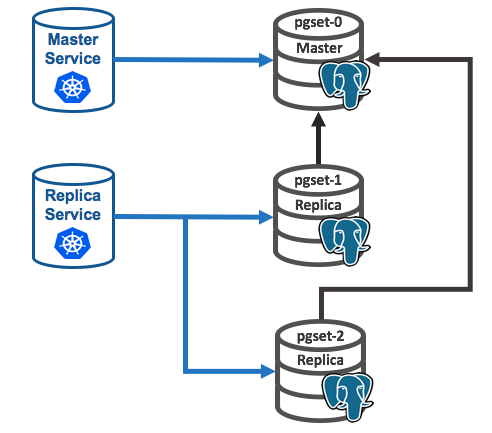 Master
Service
pgset-0
Master
Replica
Service
pgset-1
Replica
pgset-2
Replica